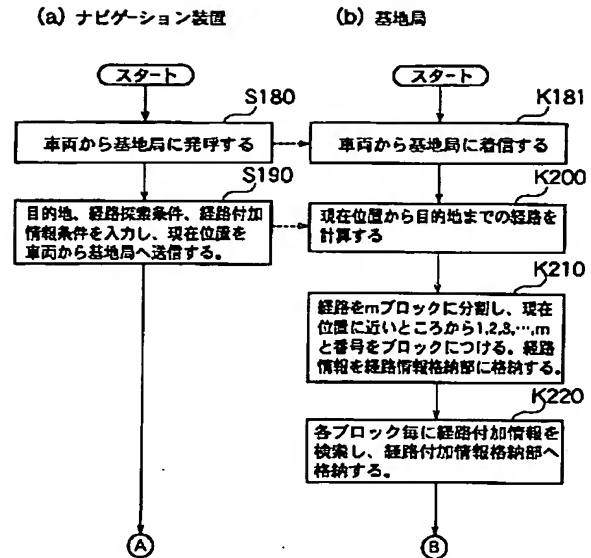 (a) ナビゲーション装置
(b) 基地局
スタート
スタート
S180
K181
車両から基地局に発呼する
車両から基地局に着信する
S190
K200
目的地、経路探索条件、経路付加
情報条件を入力し、現在位置を
車両から基地局へ送信する。
現在位置から目的地までの経路を
計算する
K210
経路をmブロックに分割し、現在
位置に近いところから1,2,3,…,m
と番号をブロックにつける。経路
情報を経路情報格納部に格納する。
K220
各ブロック毎に経路付加情報を
検索し、経路付加情報格納部へ
格納する。
A
B